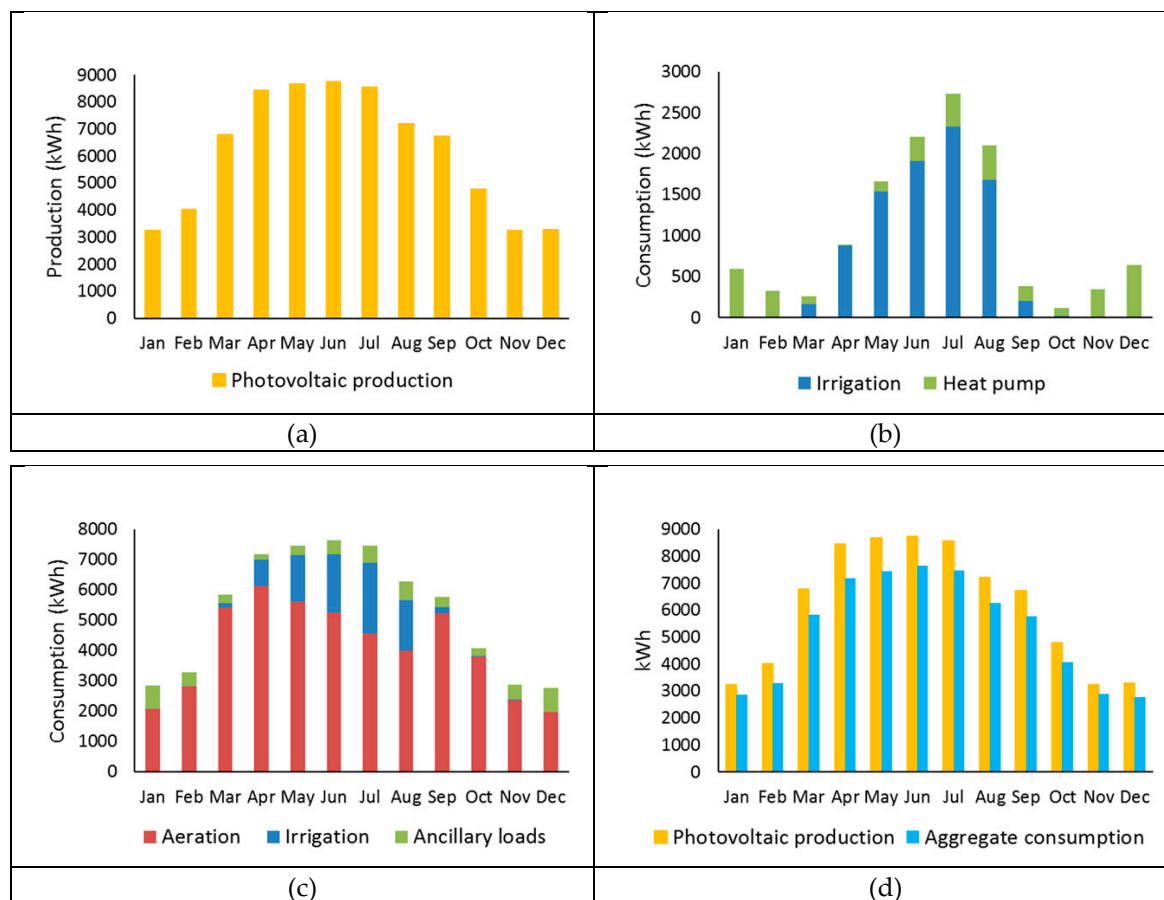 Production (kWh)
9000
8000
7000
6000
5000
4000
3000
2000
1000
0
Jan Feb Mar Apr May Jun Jul Aug Sep Oct Nov Dec
Photovoltaic production
(a)
Consumption (kWh)
3000
2500
2000
1500
1000
500
0
Jan Feb Mar Apr May Jun Jul Aug Sep Oct Nov Dec
Irrigation Heat pump
(b)
Consumption (kWh)
8000
7000
6000
5000
4000
3000
2000
1000
0
Jan Feb Mar Apr May Jun Jul Aug Sep Oct Nov Dec
Aeration Irrigation Ancillary loads
(c)
kWh
9000
8000
7000
6000
5000
4000
3000
2000
1000
0
Jan Feb Mar Apr May Jun Jul Aug Sep Oct Nov Dec
Photovoltaic production Aggregate consumption
(d)